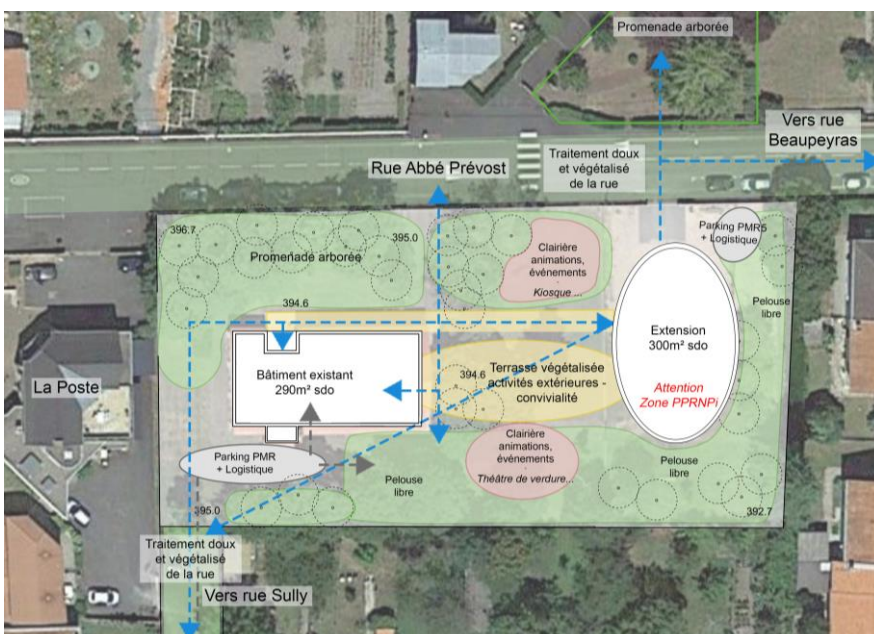 Promenade arborée
Vers rue
Beaupeyras
Traitement doux
et végétalisé
de la rue
Rue Abbé Prévost
396.7
395.0
Promenade arborée
Clairière
animations,
événements
-
Kiosque ...
Parking PMR5
+ Logistique
Pelouse
libre
394.6
Extension
300m² sdo
Attention
Zone PPRNPi
La Poste
Bâtiment existant
290m² sdo
394.6
Terrasse végétalisée
activités extérieures -
convivialité
Parking PMR
+ Logistique
Clairière
animations,
événements
-
Théâtre de verdure...
Pelouse
libre
Pelouse
libre
395.0
392.7
Traitement doux
et végétalisé
de la rue
Vers rue Sully